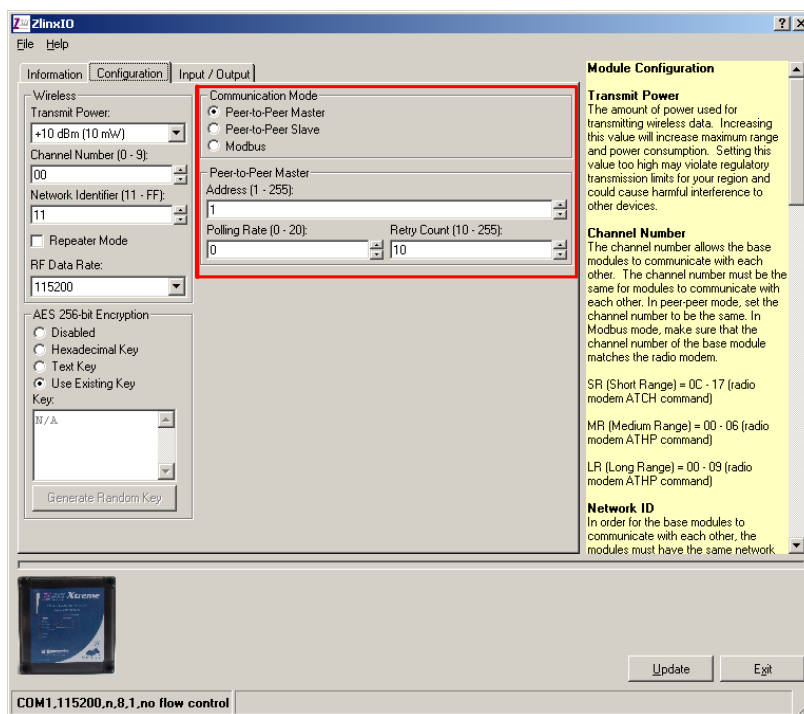 ZlinxIO
File Help
Information Configuration Input / Output
Wireless
Transmit Power:
+10 dBm (10 mW)
Channel Number (0 - 9):
00
Network Identifier (11 - FF):
11
Repeater Mode
RF Data Rate:
115200
AES 256-bit Encryption
Disabled
Hexadecimal Key
Text Key
Use Existing Key
Key:
N/A
Generate Random Key
Communication Mode
Peer-to-Peer Master
Peer-to-Peer Slave
Modbus
Peer-to-Peer Master
Address (1 - 255):
1
Polling Rate (0 - 20): Retry Count (10 - 255):
0 10
Module Configuration
Transmit Power
The amount of power used for
transmitting wireless data. Increasing
this value will increase maximum range
and power consumption. Setting this
value too high may violate regulatory
transmission limits for your region and
could cause harmful interference to
other devices.
Channel Number
The channel number allows the base
modules to communicate with each
other. The channel number must be the
same for modules to communicate with
each other. In peer-peer mode, set the
channel number to be the same. In
Modbus mode, make sure that the
channel number of the base module
matches the radio modem.
SR (Short Range) = 0C - 17 (radio
modem ATCH command)
MR (Medium Range) = 00 - 06 (radio
modem ATHP command)
LR (Long Range) = 00 - 09 (radio
modem ATHP command)
Network ID
In order for the base modules to
communicate with each other, the
modules must have the same network
Xtreme
Update Exit
COM1,115200,n,8,1,no flow control